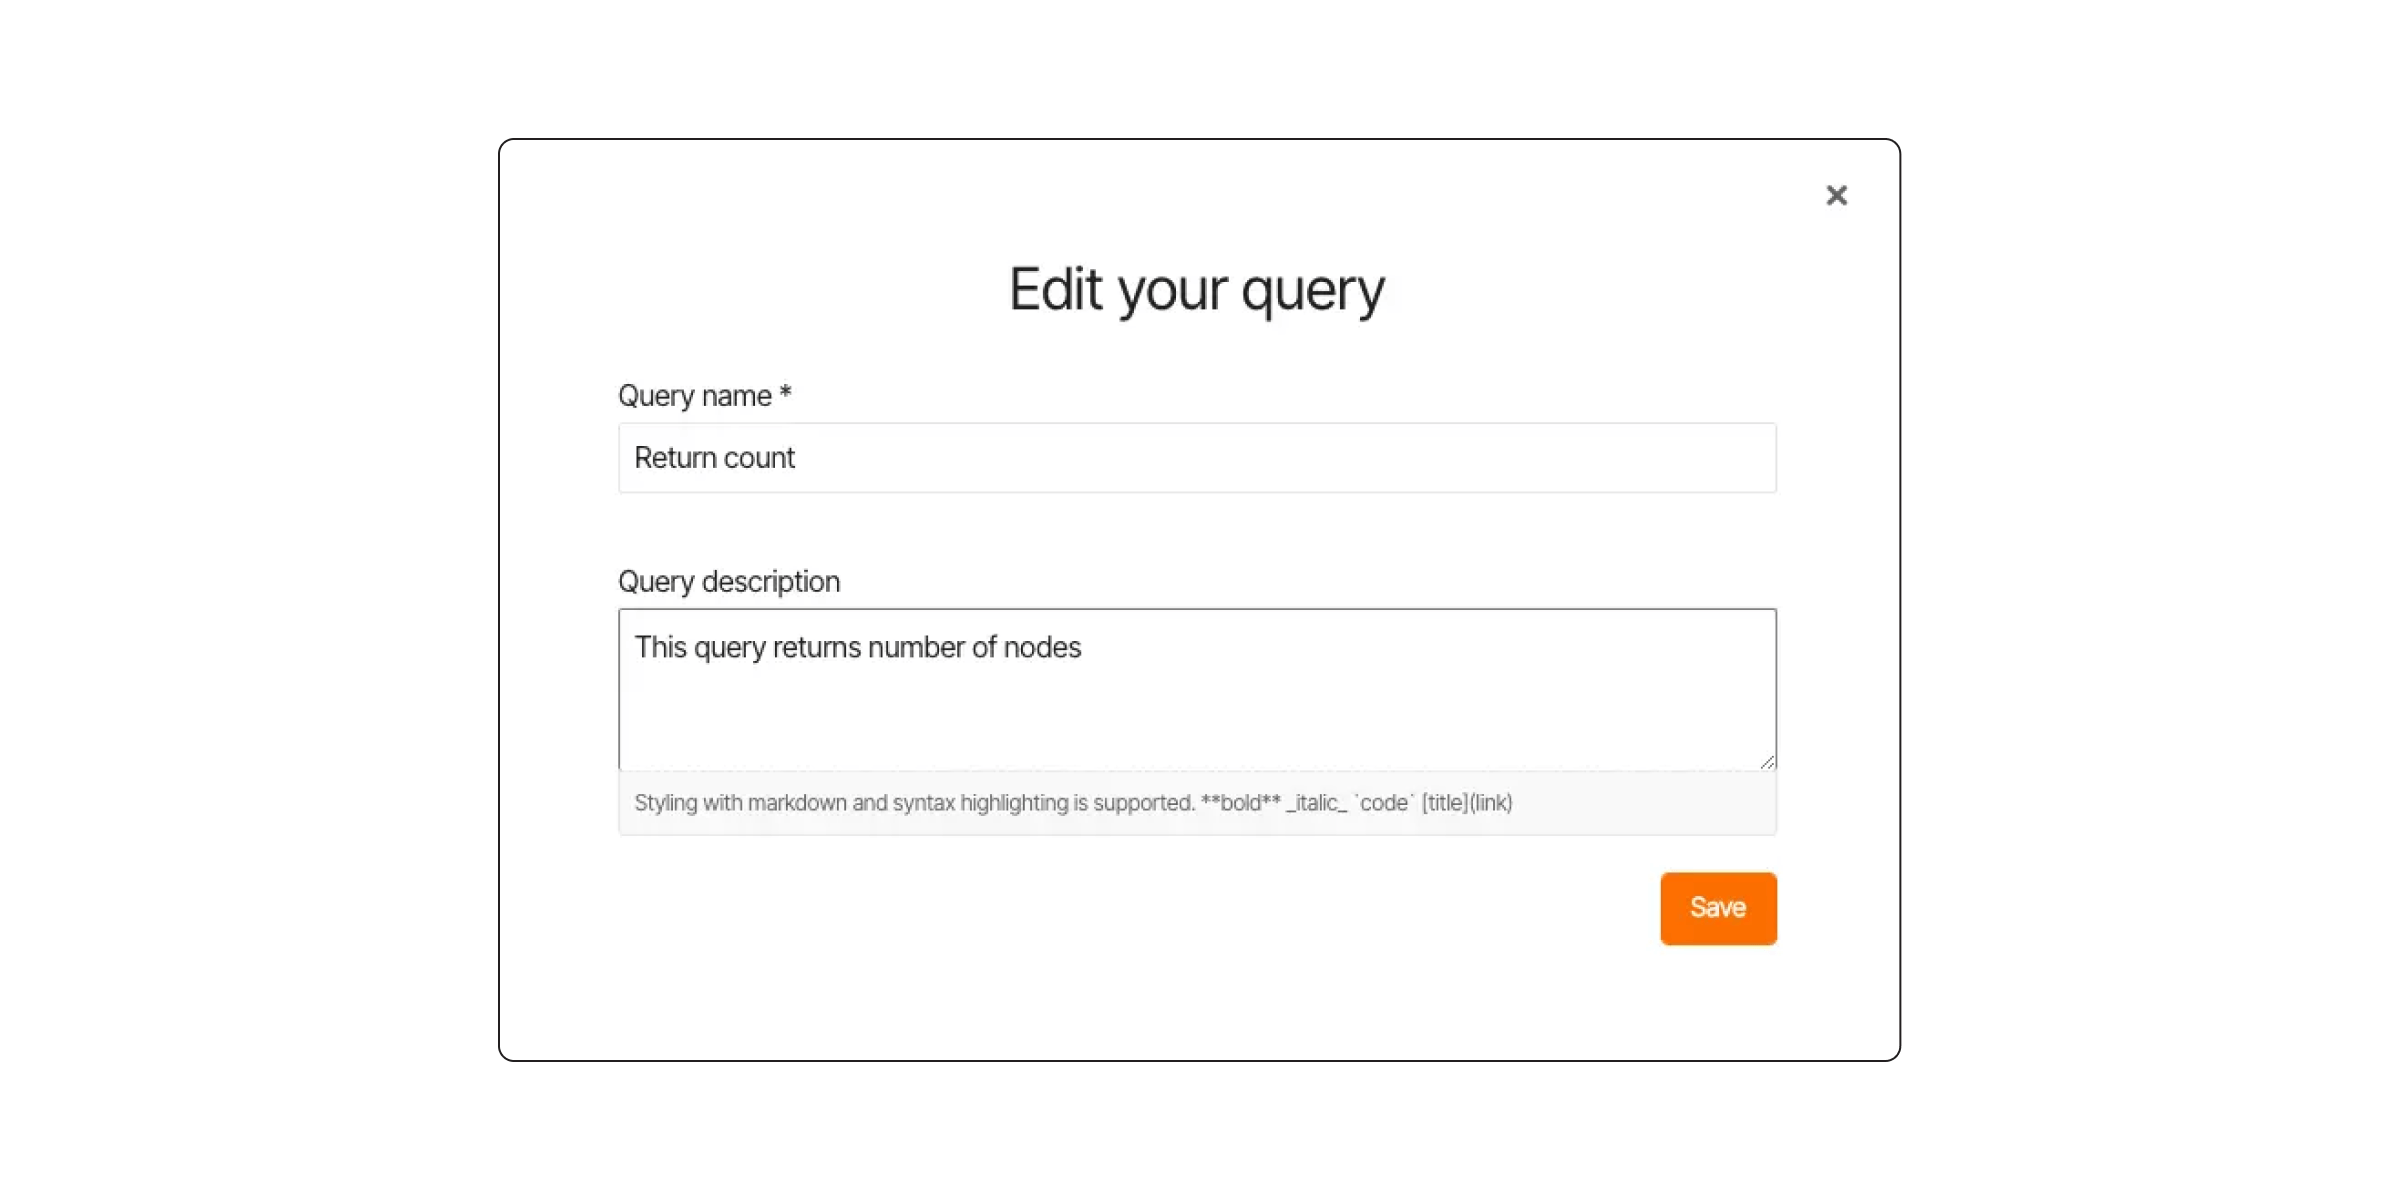 Edit your query
Query name *
Return count
Query description
This query returns number of nodes
Styling with markdown and syntax highlighting is supported. **bold** _italic_ `code` [title](link)
Save